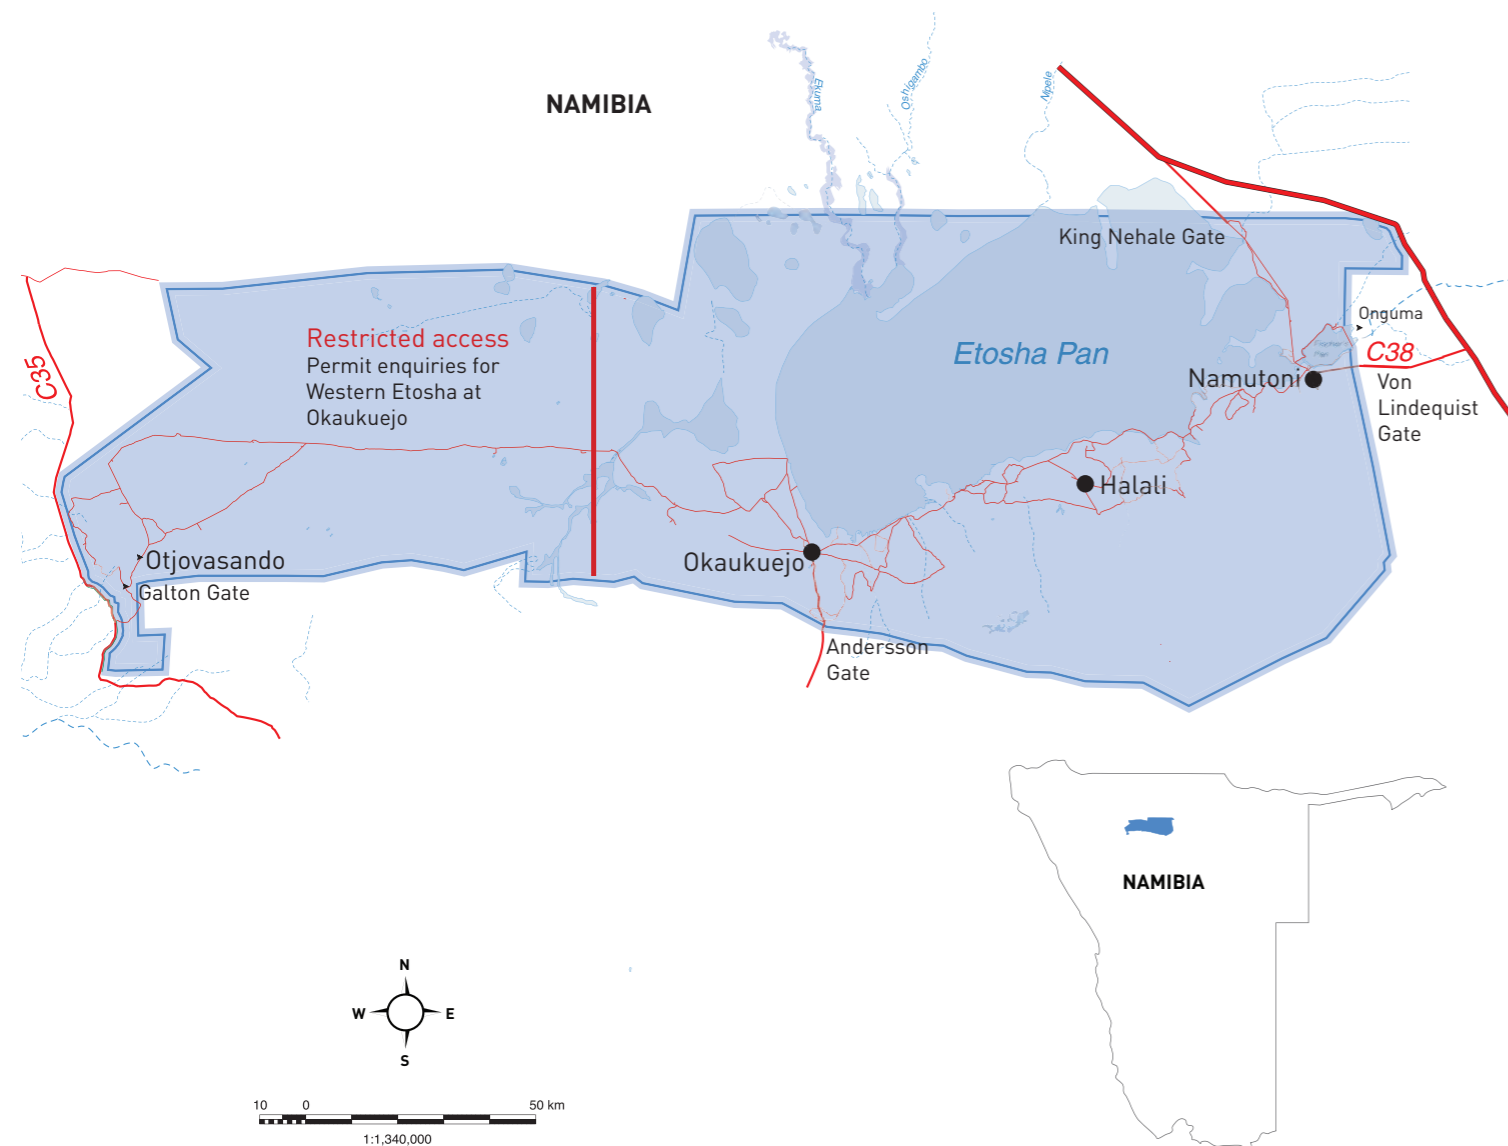 NAMIBIA
Ekuma
Oshigambo
Mpele
King Nehale Gate
Onguma
Etosha Pan
C38
Namutoni
Von
Lindequist
Gate
Restricted access
Permit enquiries for
Western Etosha at
Okaukuejo
C35
Halali
Okaukuejo
Otjovasando
Galton Gate
Andersson
Gate
NAMIBIA
N
W
E
S
10
0
50 km
1:1,340,000